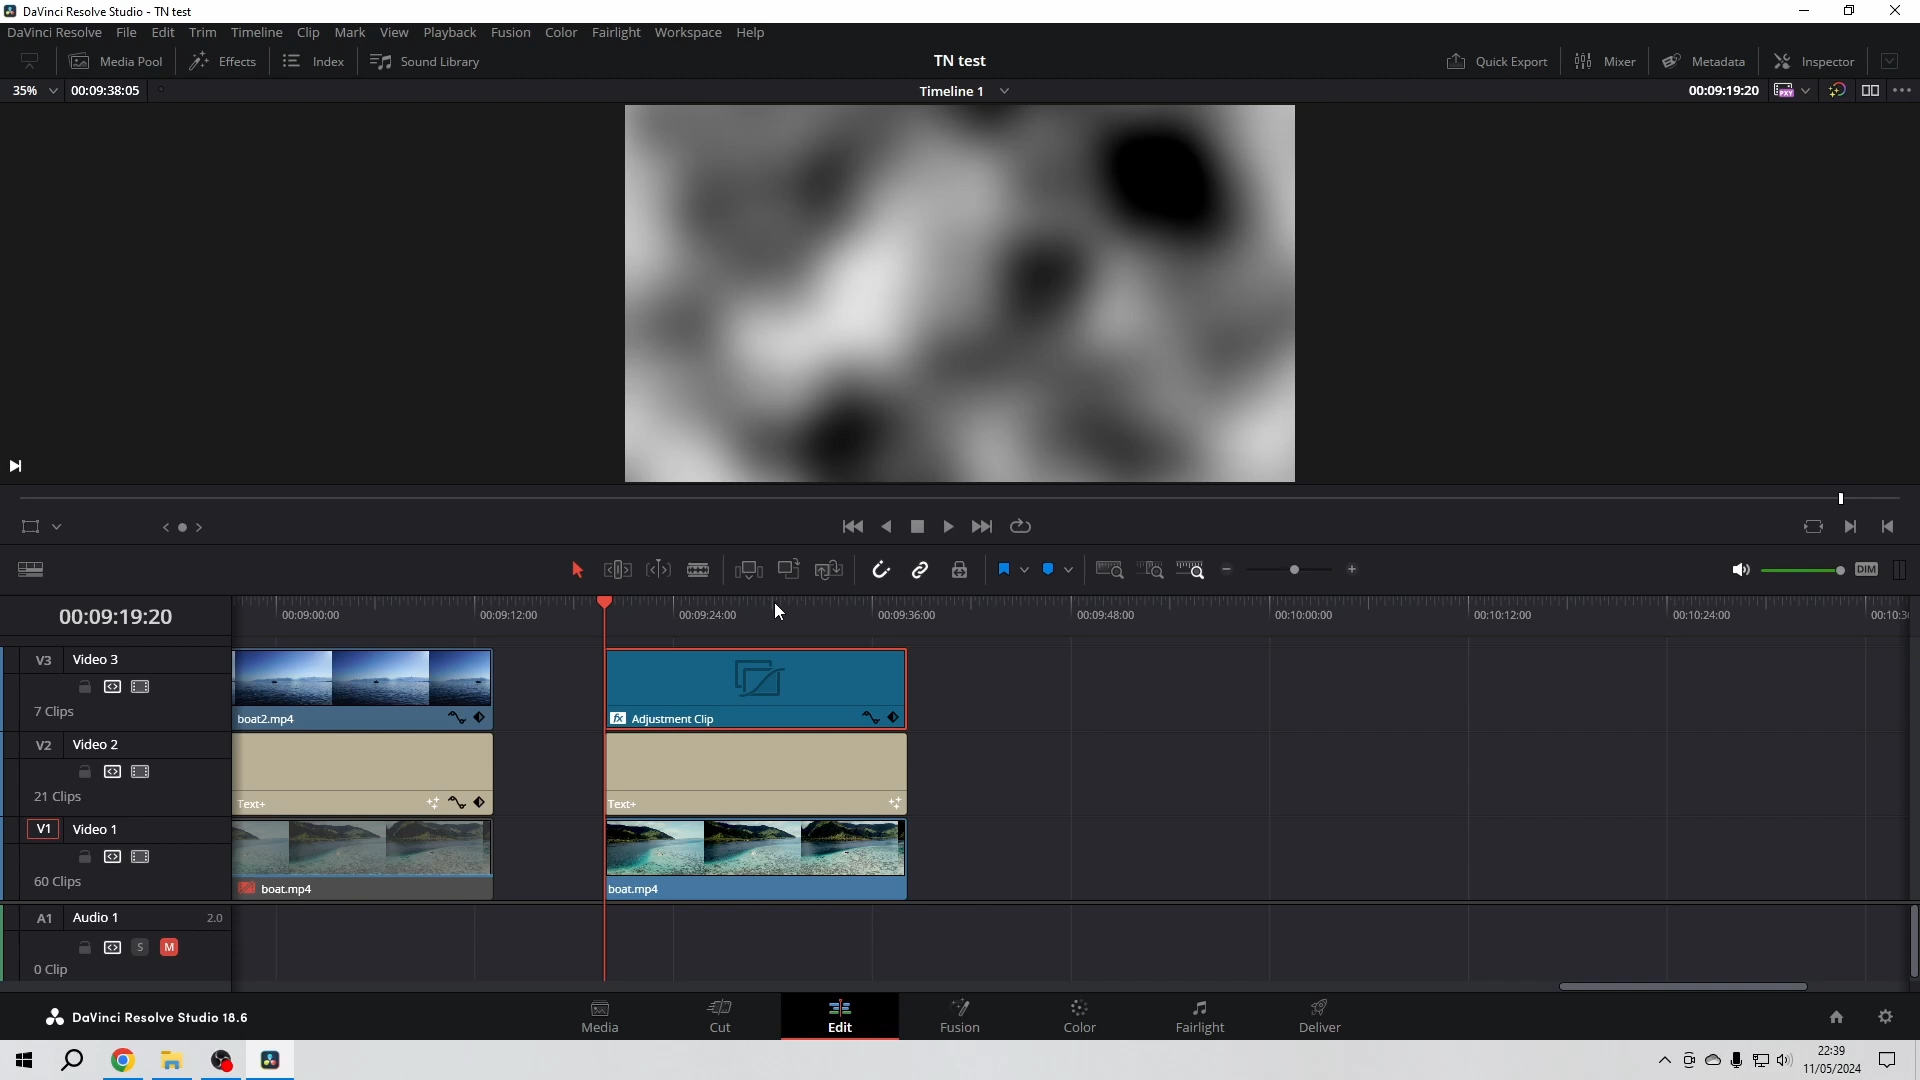 DaVinci Resolve Studio - TN test
DaVinci Resolve File Edit Trim Timeline Clip Mark View Playback Fusion Color Fairlight Workspace Help
Media Pool Effects Index Sound Library TN test Quick Export Mixer Metadata Inspector
35% 00:09:38:05 Timeline 1 00:09:19:20 PXY
DIM
00:09:19:20 00:09:00:00 00:09:12:00 00:09:24:00 00:09:36:00 00:09:48:00 00:10:00:00 00:10:12:00 00:10:24:00
V3 Video 3
7 Clips
boat2.mp4 fx Adjustment Clip
V2 Video 2
21 Clips
Text+ Text+
V1 Video 1
60 Clips
boat.mp4 boat.mp4
A1 Audio 1 2.0
S M
0 Clip
DaVinci Resolve Studio 18.6 Media Cut Edit Fusion Color Fairlight Deliver
22:39
11/05/2024